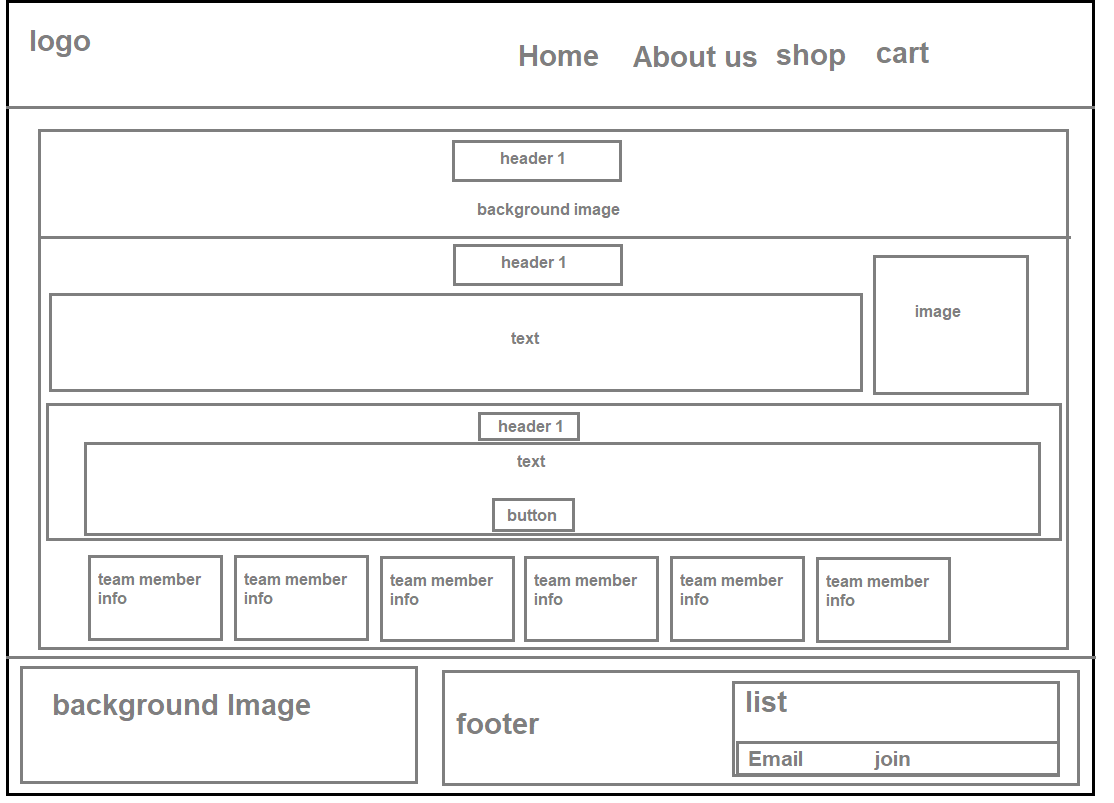 logo
Home
About us
shop
cart
header 1
background image
header 1
text
image
header 1
text
button
team member
info
team member
info
team member
info
team member
info
team member
info
team member
info
background Image
footer
list
Email
join